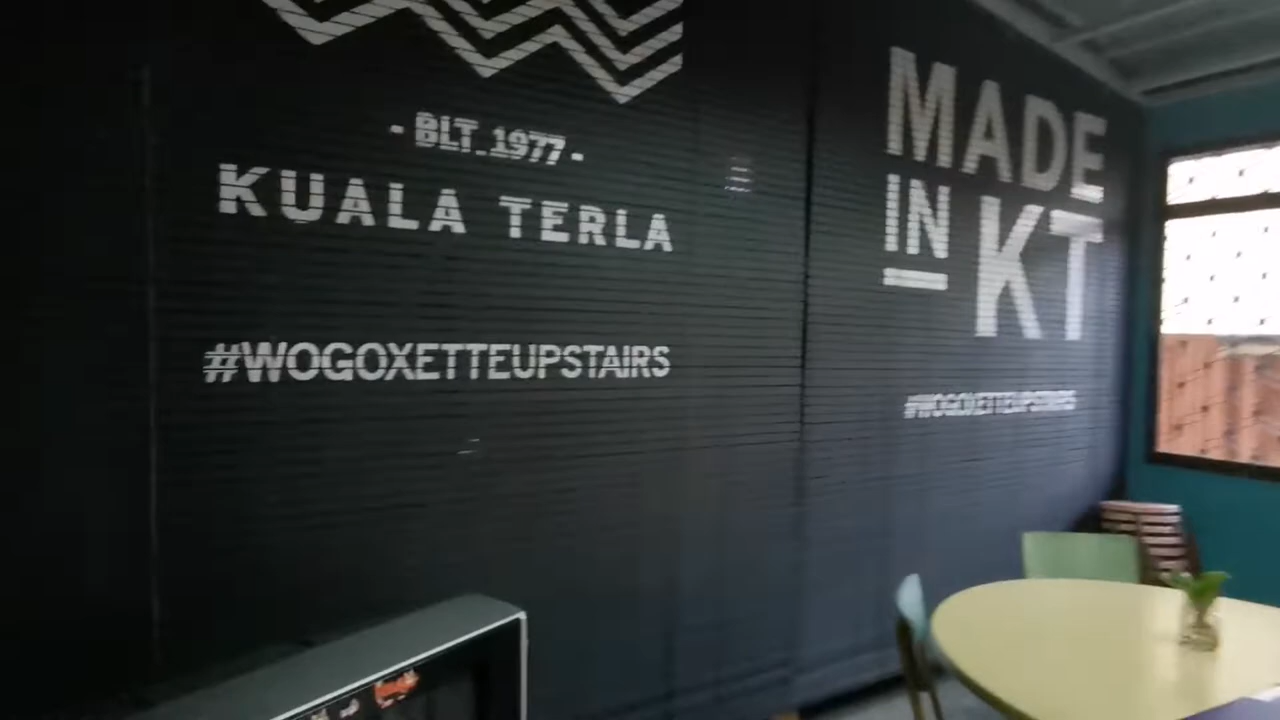 - BLT. 1977 -
KUALA TERLA
#WOGOXETTEUPSTAIRS
MADE
IN KT
#WOGOXETTEUPSTAIRS